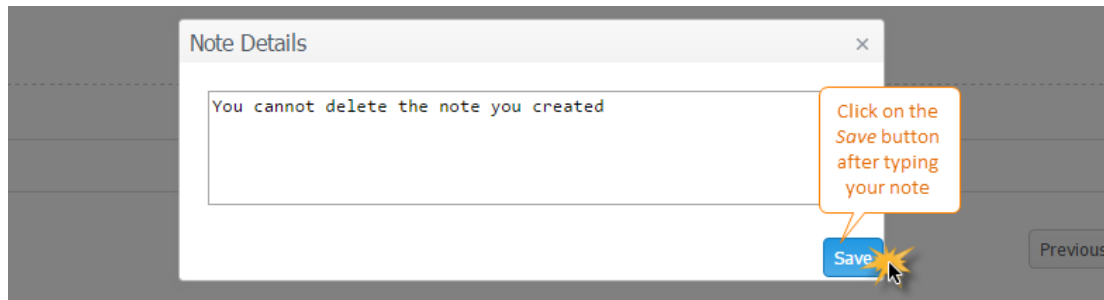 Note Details
×
You cannot delete the note you created
Click on the
Save button
after typing
your note
Save
Previous